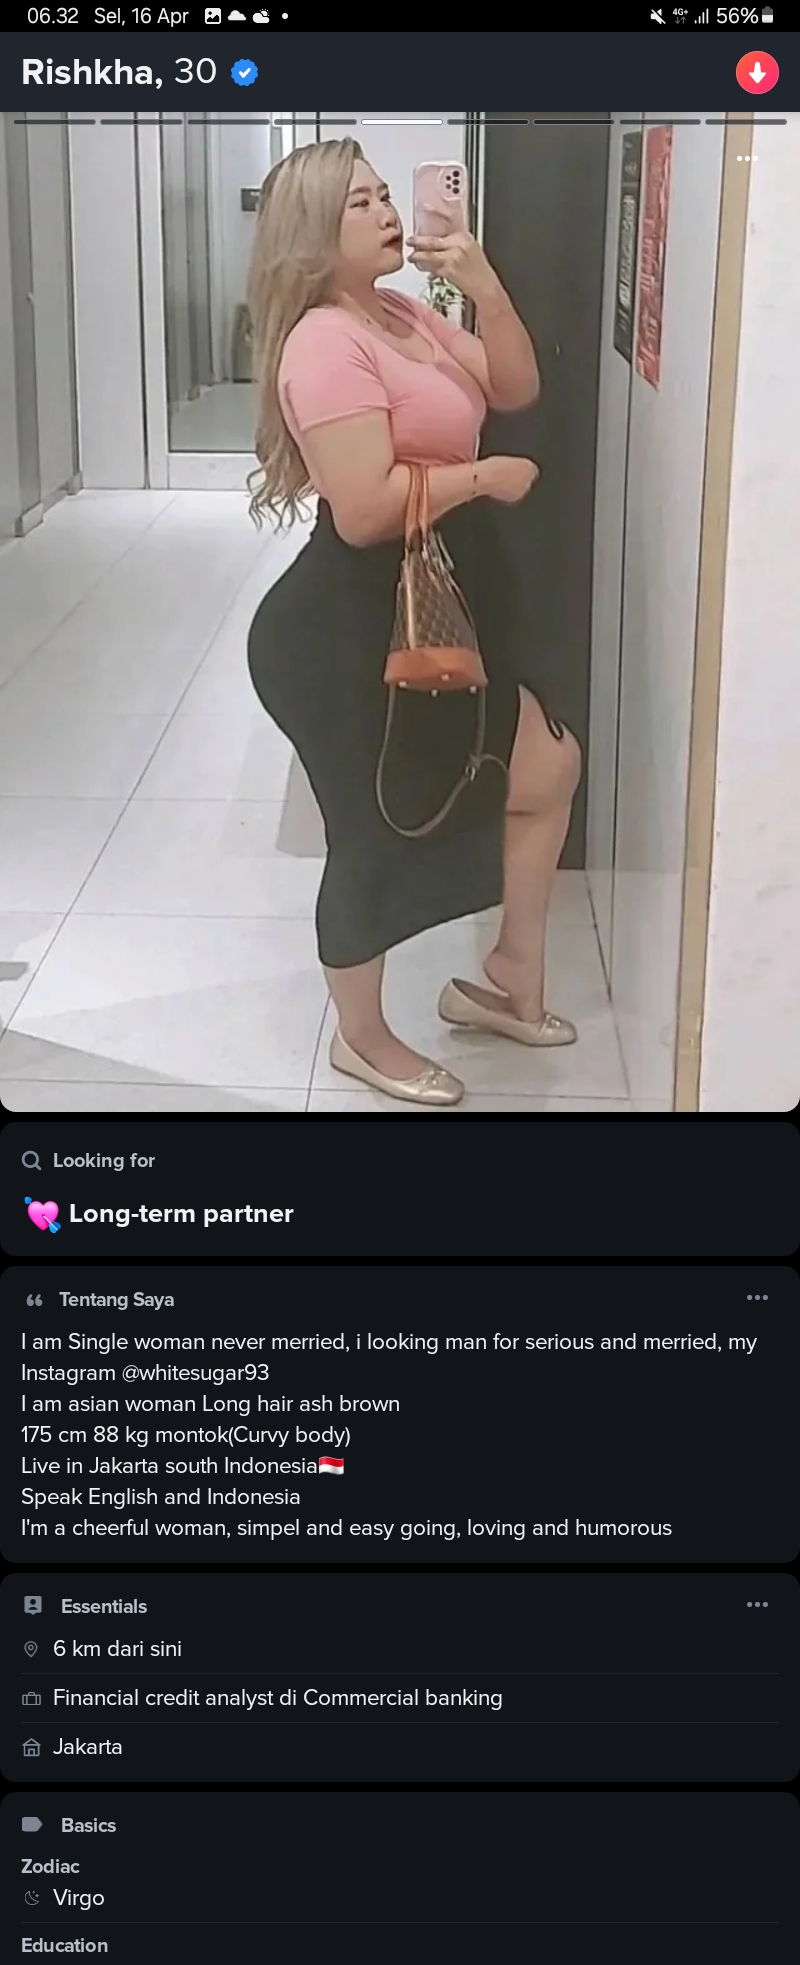 06.32 Sel, 16 Apr
4G+ 56%
Rishkha, 30
Looking for
Long-term partner
Tentang Saya
I am Single woman never merried, i looking man for serious and merried, my
Instagram @whitesugar93
I am asian woman Long hair ash brown
175 cm 88 kg montok(Curvy body)
Live in Jakarta south Indonesia🇮🇩
Speak English and Indonesia
I'm a cheerful woman, simpel and easy going, loving and humorous
Essentials
6 km dari sini
Financial credit analyst di Commercial banking
Jakarta
Basics
Zodiac
Virgo
Education